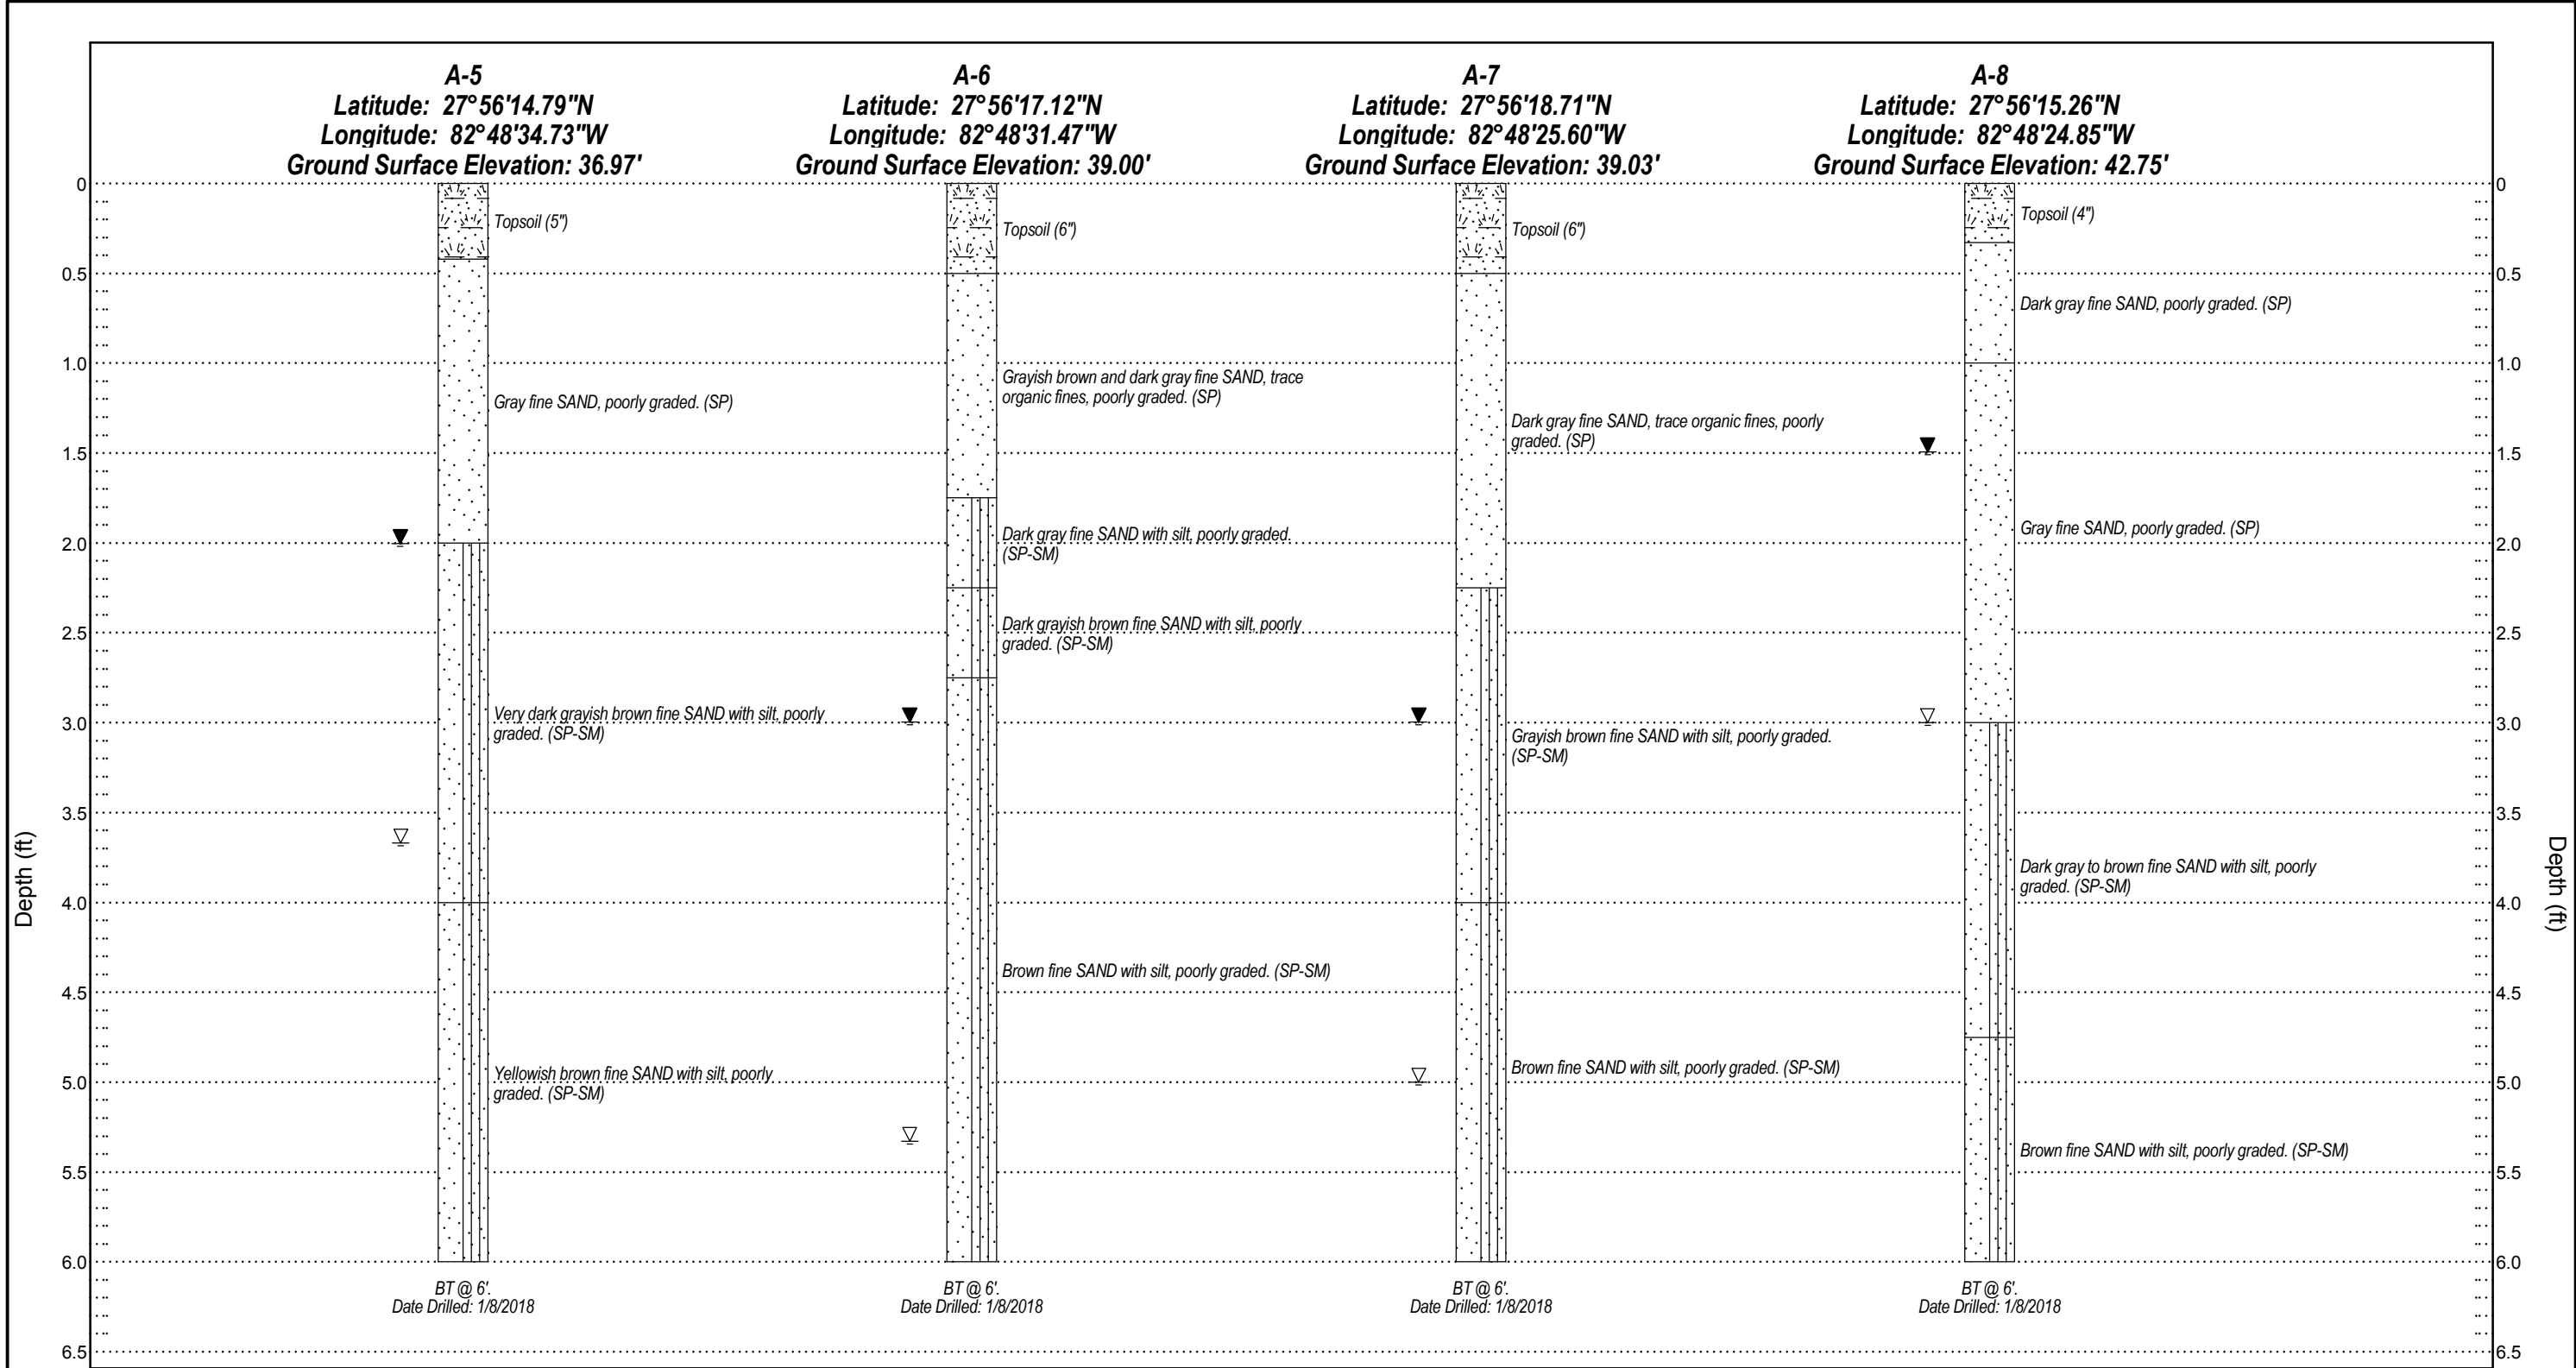 A-5
Latitude: 27°56'14.79"N
Longitude: 82°48'34.73"W
Ground Surface Elevation: 36.97'
A-6
Latitude: 27°56'17.12"N
Longitude: 82°48'31.47"W
Ground Surface Elevation: 39.00'
A-7
Latitude: 27°56'18.71"N
Longitude: 82°48'25.60"W
Ground Surface Elevation: 39.03'
A-8
Latitude: 27°56'15.26"N
Longitude: 82°48'24.85"W
Ground Surface Elevation: 42.75'
Depth (ft)
0
0.5
1.0
1.5
2.0
2.5
3.0
3.5
4.0
4.5
5.0
5.5
6.0
6.5
Topsoil (5")
Gray fine SAND, poorly graded. (SP)
Very dark grayish brown fine SAND with silt, poorly
graded. (SP-SM)
Yellowish brown fine SAND with silt, poorly
graded. (SP-SM)
BT @ 6'.
Date Drilled: 1/8/2018
Topsoil (6")
Grayish brown and dark gray fine SAND, trace
organic fines, poorly graded. (SP)
Dark gray fine SAND with silt, poorly graded.
(SP-SM)
Dark grayish brown fine SAND with silt, poorly
graded. (SP-SM)
Brown fine SAND with silt, poorly graded. (SP-SM)
BT @ 6'.
Date Drilled: 1/8/2018
Topsoil (6")
Dark gray fine SAND, trace organic fines, poorly
graded. (SP)
Grayish brown fine SAND with silt, poorly graded.
(SP-SM)
Brown fine SAND with silt, poorly graded. (SP-SM)
BT @ 6'.
Date Drilled: 1/8/2018
Topsoil (4")
Dark gray fine SAND, poorly graded. (SP)
Gray fine SAND, poorly graded. (SP)
Dark gray to brown fine SAND with silt, poorly
graded. (SP-SM)
Brown fine SAND with silt, poorly graded. (SP-SM)
BT @ 6'.
Date Drilled: 1/8/2018
0
0.5
1.0
1.5
2.0
2.5
3.0
3.5
4.0
4.5
5.0
5.5
6.0
6.5
Depth (ft)